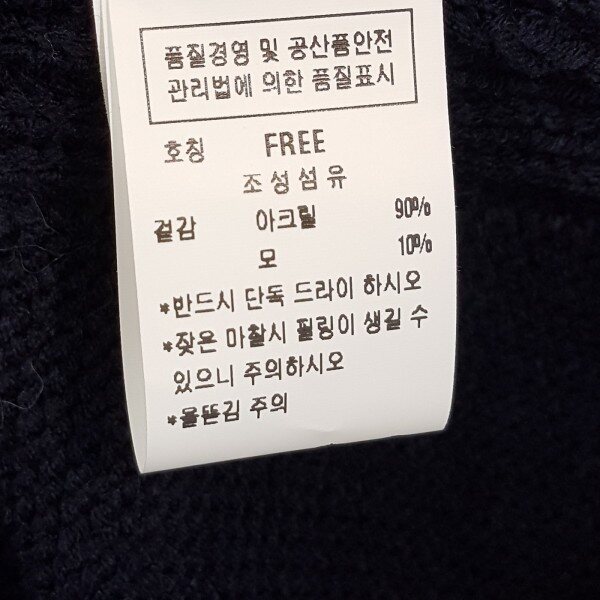 품질경영 및 공산품안전
관리법에 의한 품질표시
호칭 FREE
조성섬유
겉감 아크릴 90%
모 10%
*반드시 단독 드라이 하시오
*잦은 마찰시 필링이 생길 수
있으니 주의하시오
*올뜯김 주의